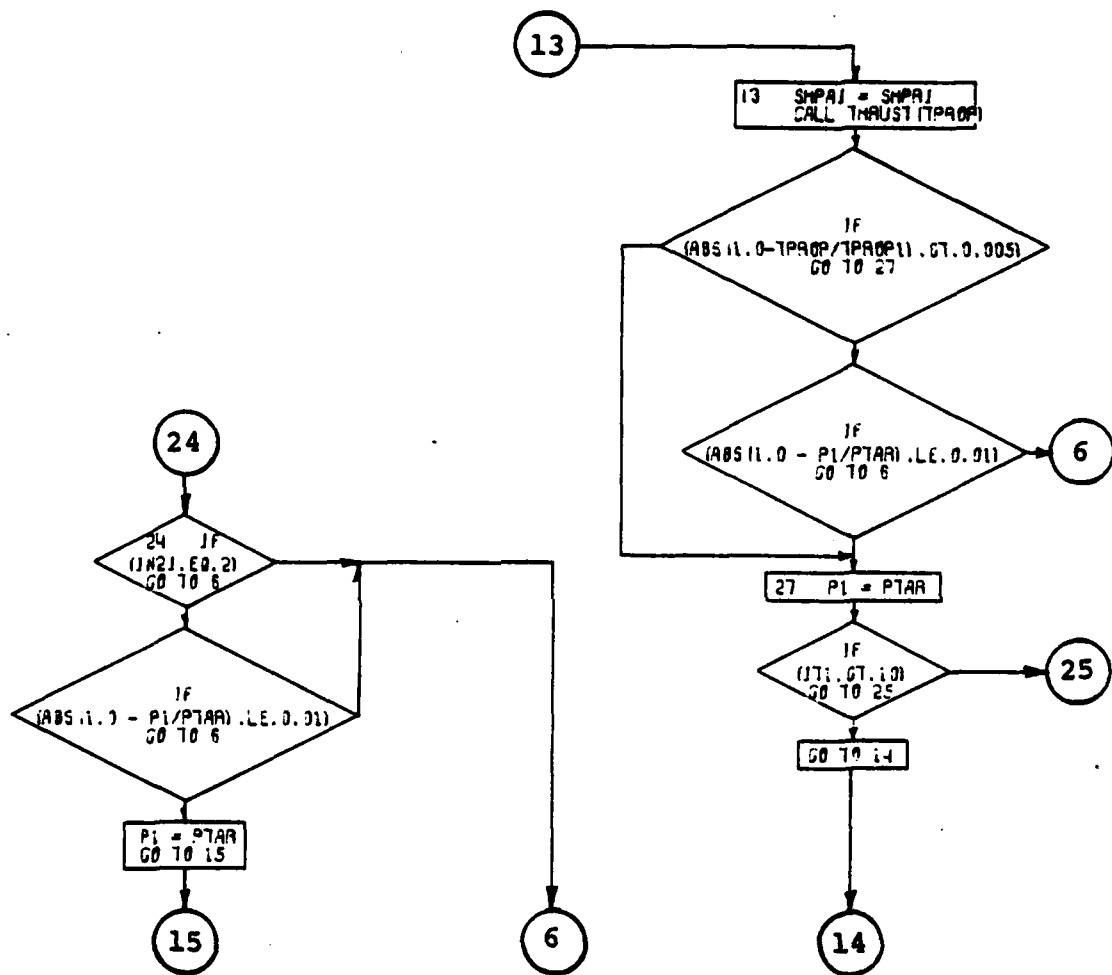 13
13 SHPA1 = SHPA1
CALL THRUST(TPROP)
IF
(ABS(1.0-TPROP/TPROP1).GT.0.005)
GO TO 27
IF
(ABS(1.0 - P1/PTAR).LE.0.01)
GO TO 6
6
27 P1 = PTAR
IF
(IT1.GT.10)
GO TO 25
25
GO TO 14
14
24
24 IF
(IN2J.EQ.2)
GO TO 6
IF
(ABS(1.0 - P1/PTAR).LE.0.01)
GO TO 6
P1 = PTAR
GO TO 15
15
6